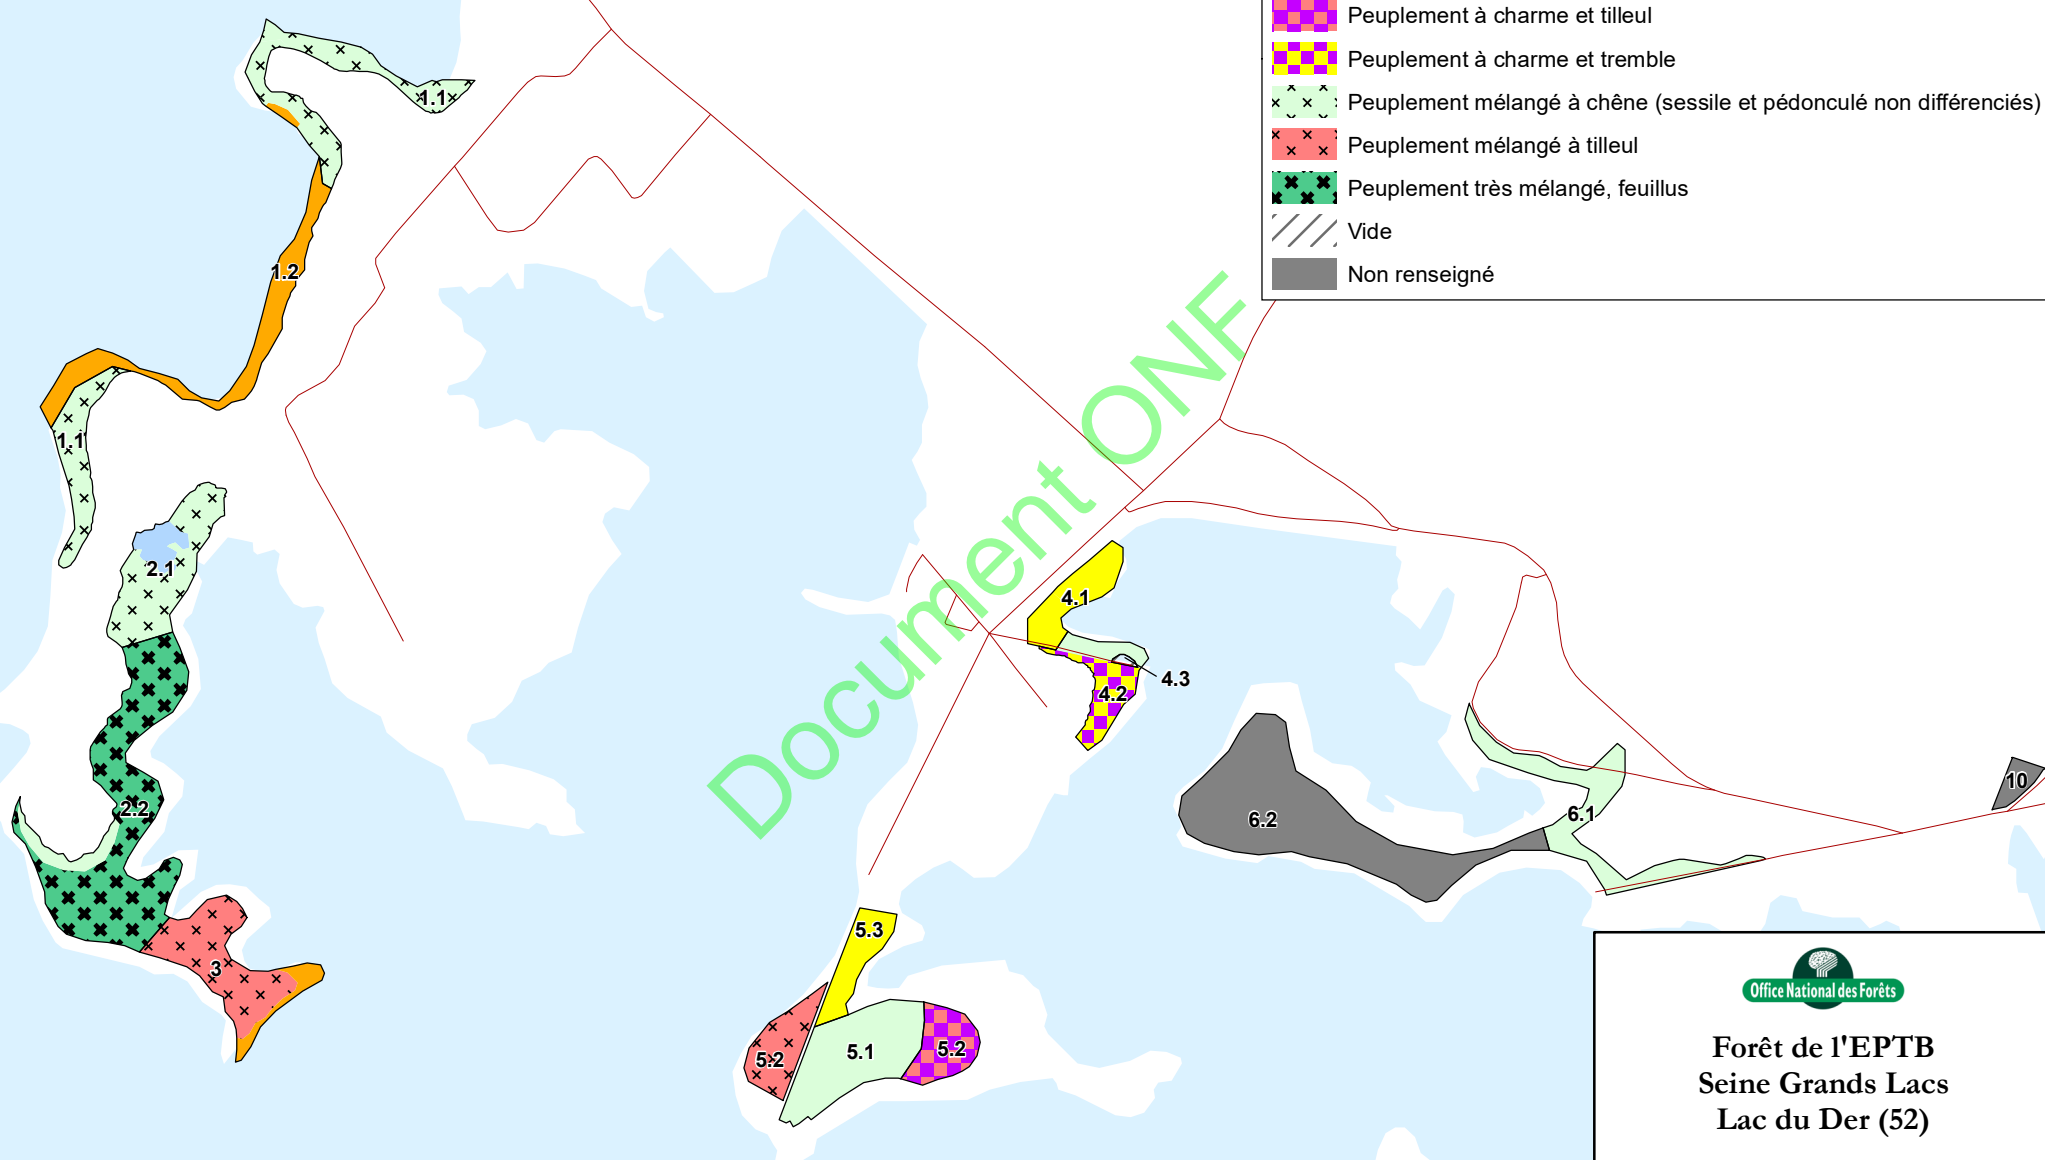 Peuplement à charme et tilleul
Peuplement à charme et tremble
Peuplement mélangé à chêne (sessile et pédonculé non différenciés)
Peuplement mélangé à tilleul
Peuplement très mélangé, feuillus
Vide
Non renseigné
1.1
1.2
1.1
2.1
2.2
3
Document ONF
4.1
4.3
4.2
10
6.1
6.2
5.3
5.2
5.1
5.2
Office National des Forêts
Forêt de l'EPTB
Seine Grands Lacs
Lac du Der (52)